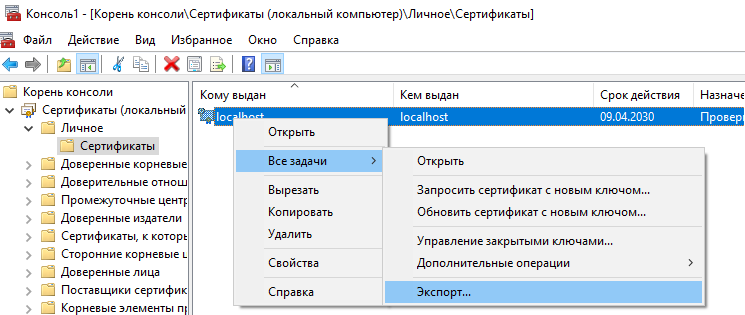 Консоль1 - [Корень консоли\Сертификаты (локальный компьютер)\Личное\Сертификаты]
Файл Действие Вид Избранное Окно Справка
Корень консоли
Сертификаты (локальный
Личное
Сертификаты
Доверенные корневые
Доверительные отнош
Промежуточные центр
Доверенные издатели
Сертификаты, к которы
Сторонние корневые ц
Доверенные лица
Поставщики сертифик
Корневые элементы пр
Кому выдан Кем выдан Срок действия Назначе
localhost localhost 09.04.2030 Провер
Открыть
Все задачи
Вырезать
Копировать
Удалить
Свойства
Справка
Открыть
Запросить сертификат с новым ключом...
Обновить сертификат с новым ключом...
Управление закрытыми ключами...
Дополнительные операции
Экспорт...